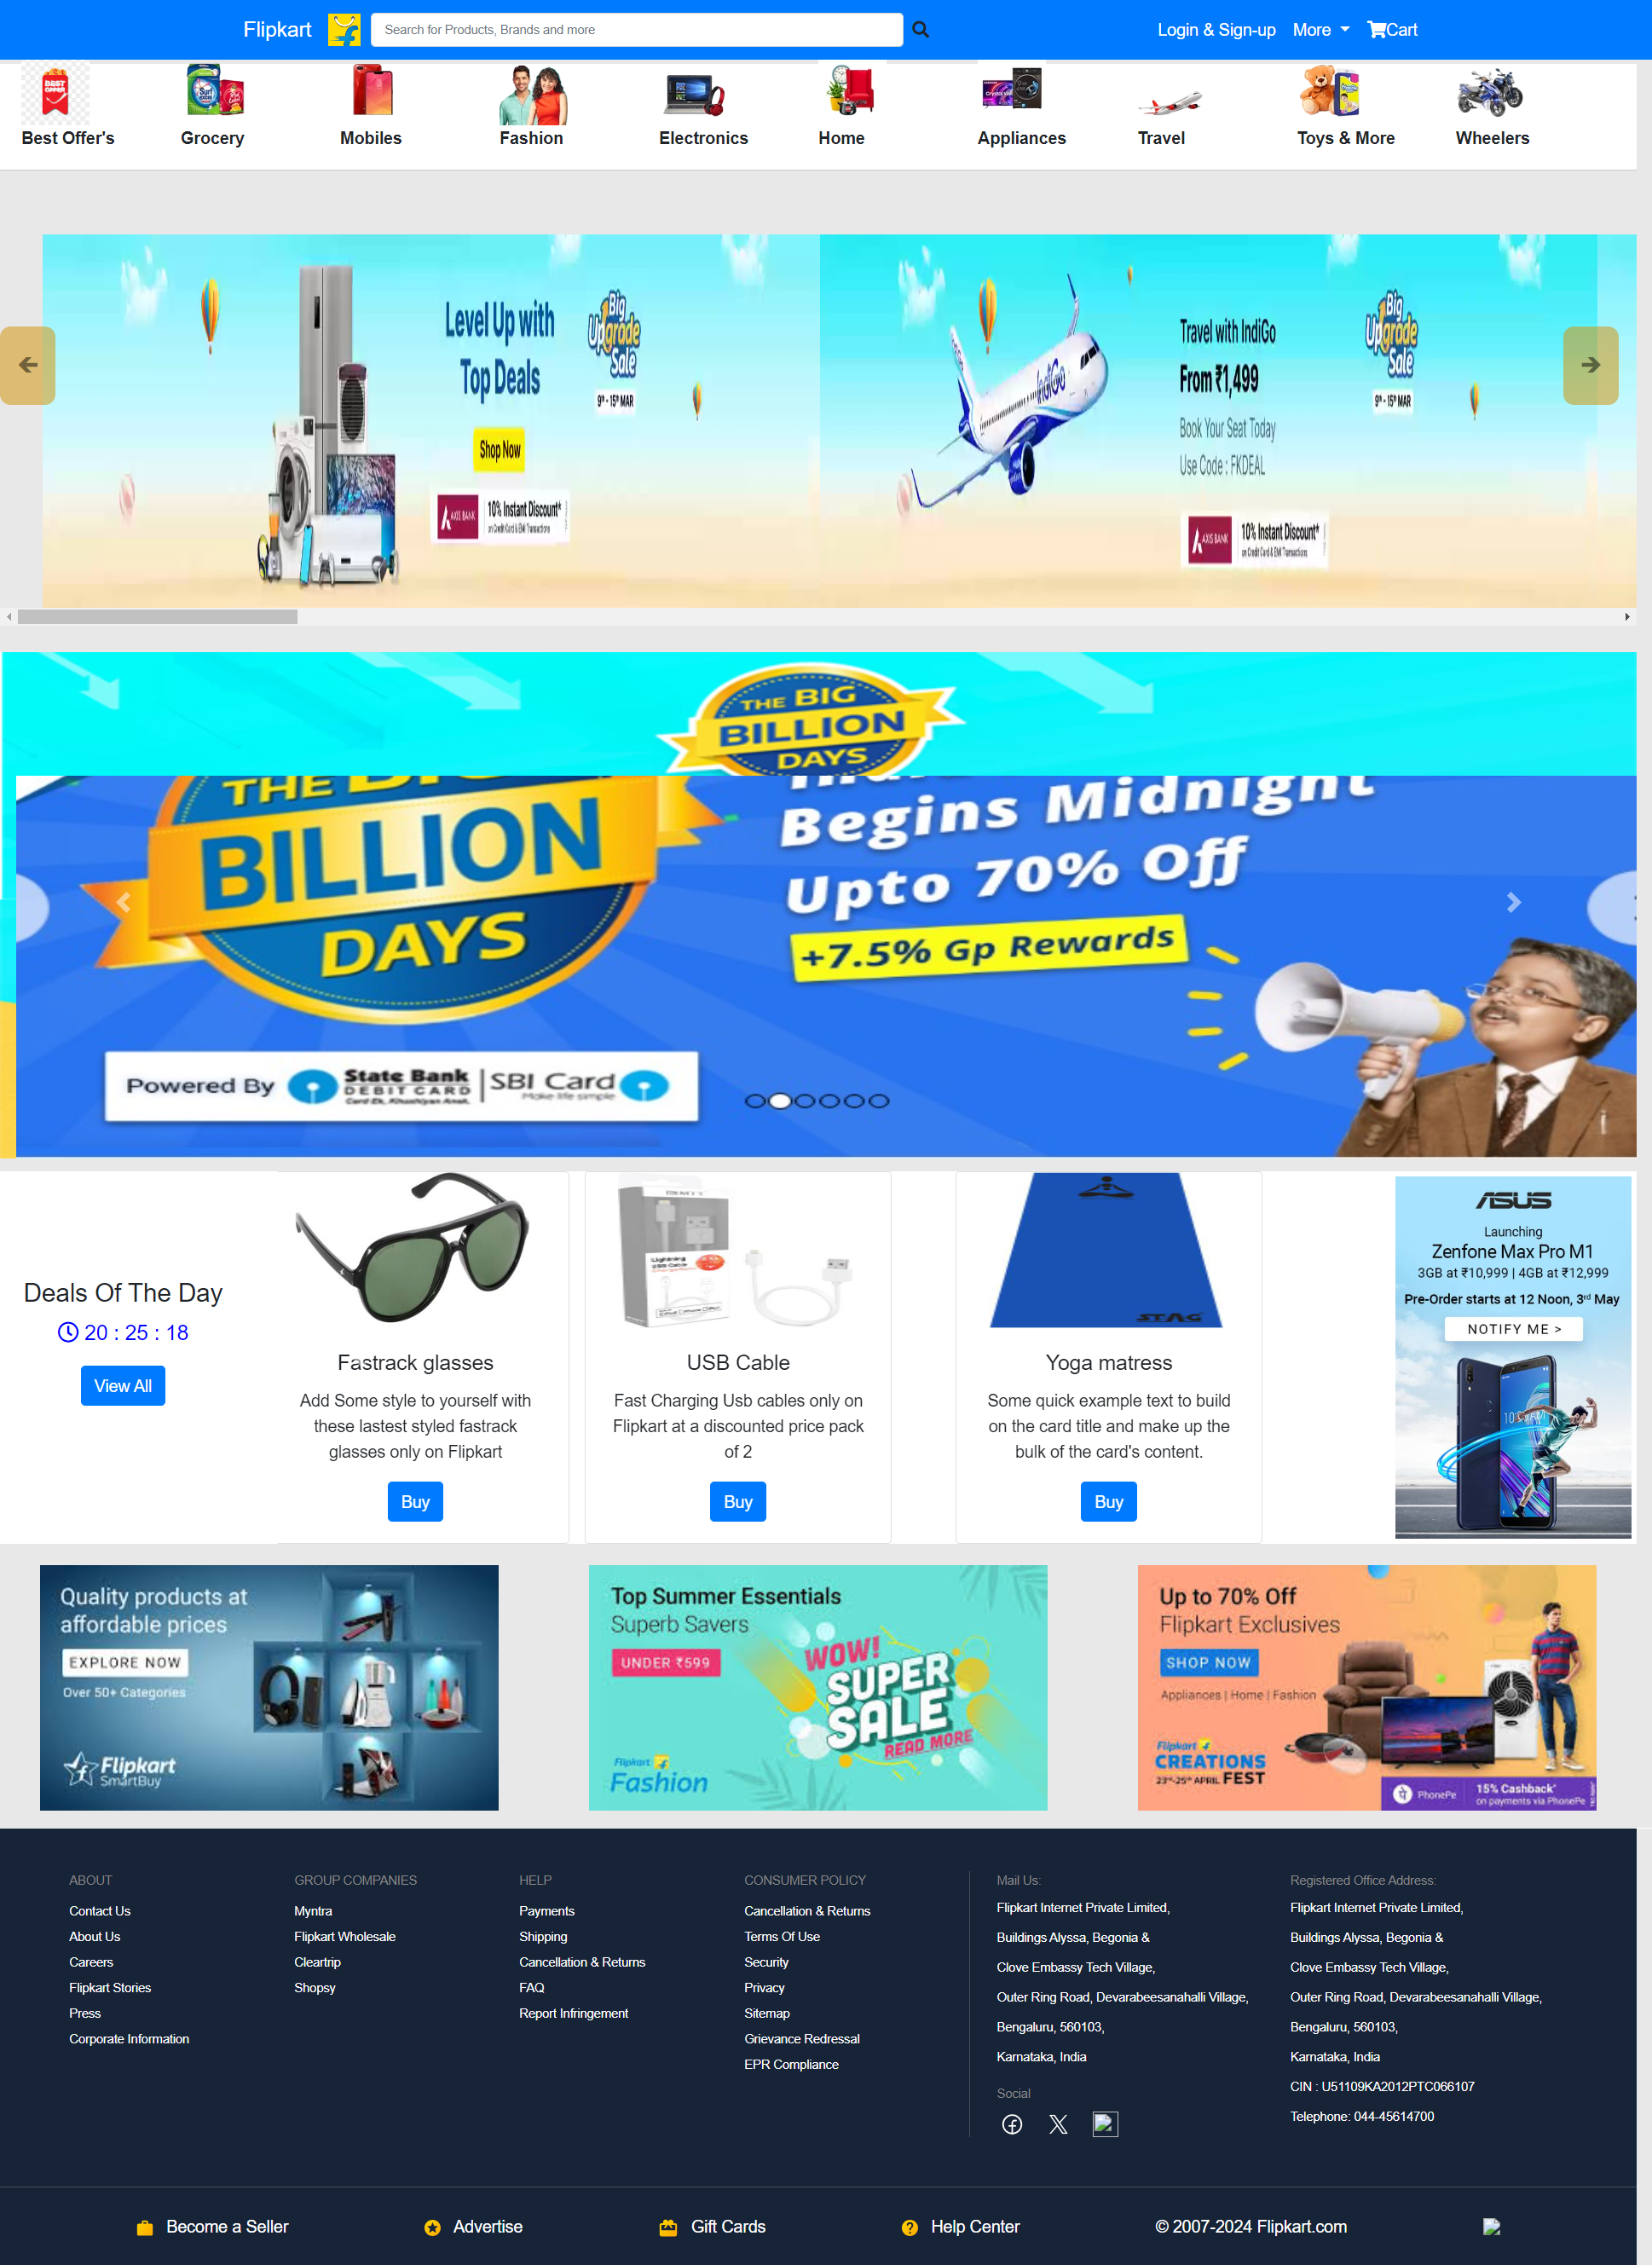 Flipkart
Search for Products, Brands and more
Login & Sign-up
More
Cart
BEST
OFFER
Best Offer's
Grocery
Mobiles
Fashion
Electronics
Home
Appliances
Travel
Toys & More
Wheelers
Level Up with
Top Deals
Shop Now
Big
Upgrade
Sale
9th - 15th MAR
AXIS BANK
10% Instant Discount*
on Credit Card & EMI Transactions
IndiGo
Travel with IndiGo
From ₹1,499
Book Your Seat Today
Use Code : FKDEAL
Big
Upgrade
Sale
9th - 15th MAR
AXIS BANK
10% Instant Discount*
on Credit Card & EMI Transactions
THE BIG
BILLION
DAYS
THE BIG
BILLION
DAYS
Begins Midnight
Upto 70% Off
+7.5% Gp Rewards
Powered By
State Bank
DEBIT CARD
SBI Card
Make life simple
Deals Of The Day
20 : 25 : 18
View All
Fastrack glasses
Add Some style to yourself with
these lastest styled fastrack
glasses only on Flipkart
Buy
Lightning
USB Cable
USB Cable
Fast Charging Usb cables only on
Flipkart at a discounted price pack
of 2
Buy
STAG
Yoga matress
Some quick example text to build
on the card title and make up the
bulk of the card's content.
Buy
ASUS
Launching
Zenfone Max Pro M1
3GB at ₹10,999 | 4GB at ₹12,999
Pre-Order starts at 12 Noon, 3rd May
NOTIFY ME >
Quality products at
affordable prices
EXPLORE NOW
Over 50+ Categories
Flipkart
SmartBuy
Top Summer Essentials
Superb Savers
UNDER ₹599
WOW!
SUPER
SALE
READ MORE
Flipkart
Fashion
Up to 70% Off
Flipkart Exclusives
SHOP NOW
Appliances | Home | Fashion
Flipkart
CREATIONS
23rd-25th APRIL FEST
PhonePe
15% Cashback*
on payments via PhonePe
ABOUT
Contact Us
About Us
Careers
Flipkart Stories
Press
Corporate Information
GROUP COMPANIES
Myntra
Flipkart Wholesale
Cleartrip
Shopsy
HELP
Payments
Shipping
Cancellation & Returns
FAQ
Report Infringement
CONSUMER POLICY
Cancellation & Returns
Terms Of Use
Security
Privacy
Sitemap
Grievance Redressal
EPR Compliance
Mail Us:
Flipkart Internet Private Limited,
Buildings Alyssa, Begonia &
Clove Embassy Tech Village,
Outer Ring Road, Devarabeesanahalli Village,
Bengaluru, 560103,
Karnataka, India
Social
Registered Office Address:
Flipkart Internet Private Limited,
Buildings Alyssa, Begonia &
Clove Embassy Tech Village,
Outer Ring Road, Devarabeesanahalli Village,
Bengaluru, 560103,
Karnataka, India
CIN : U51109KA2012PTC066107
Telephone: 044-45614700
Become a Seller
Advertise
Gift Cards
Help Center
© 2007-2024 Flipkart.com